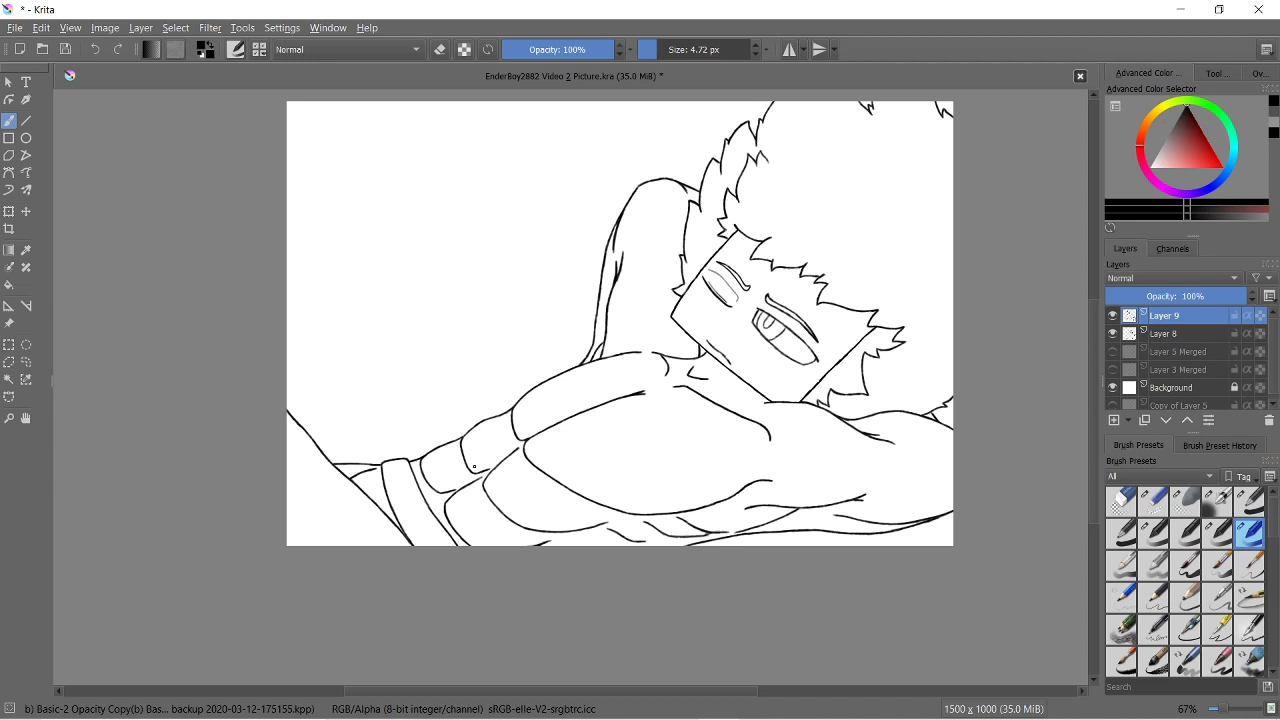 * - Krita
File Edit View Image Layer Select Filter Tools Settings Window Help
Normal Opacity: 100% Size: 4.72 px
EnderBoy2882 Video 2 Picture.kra (35.0 MiB) *
Advanced Color ... Tool ... Ov...
Advanced Color Selector
Layers Channels
Layers
Normal
Opacity: 100%
Layer 9
Layer 8
Layer 5 Merged
Layer 3 Merged
Background
Copy of Layer 5
Brush Presets Brush Preset History
Brush Presets
All Tag
Search
b) Basic-2 Opacity Copy(b) Bas... backup 2020-03-12-175155.kpp) RGB/Alpha (8-bit integer/channel) sRGB-elle-V2-srgbtrc.icc 1500 x 1000 (35.0 MiB) 67%